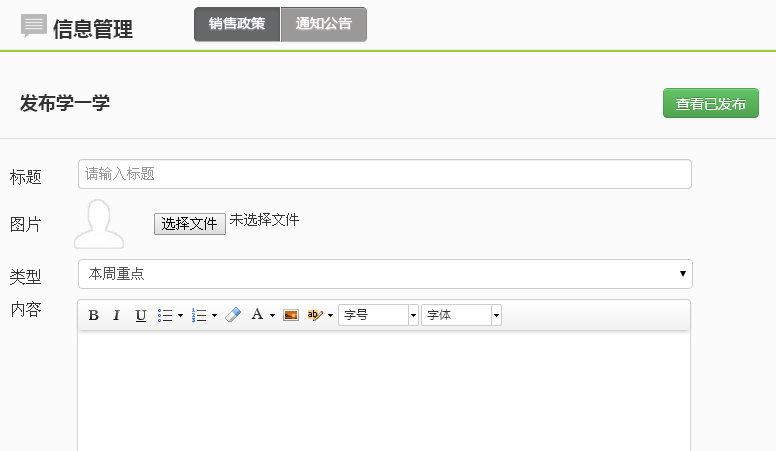 信息管理
销售政策 通知公告
发布学一学
查看已发布
标题 请输入标题
图片 选择文件 未选择文件
类型 本周重点
内容 B I U A ab 字号 字体